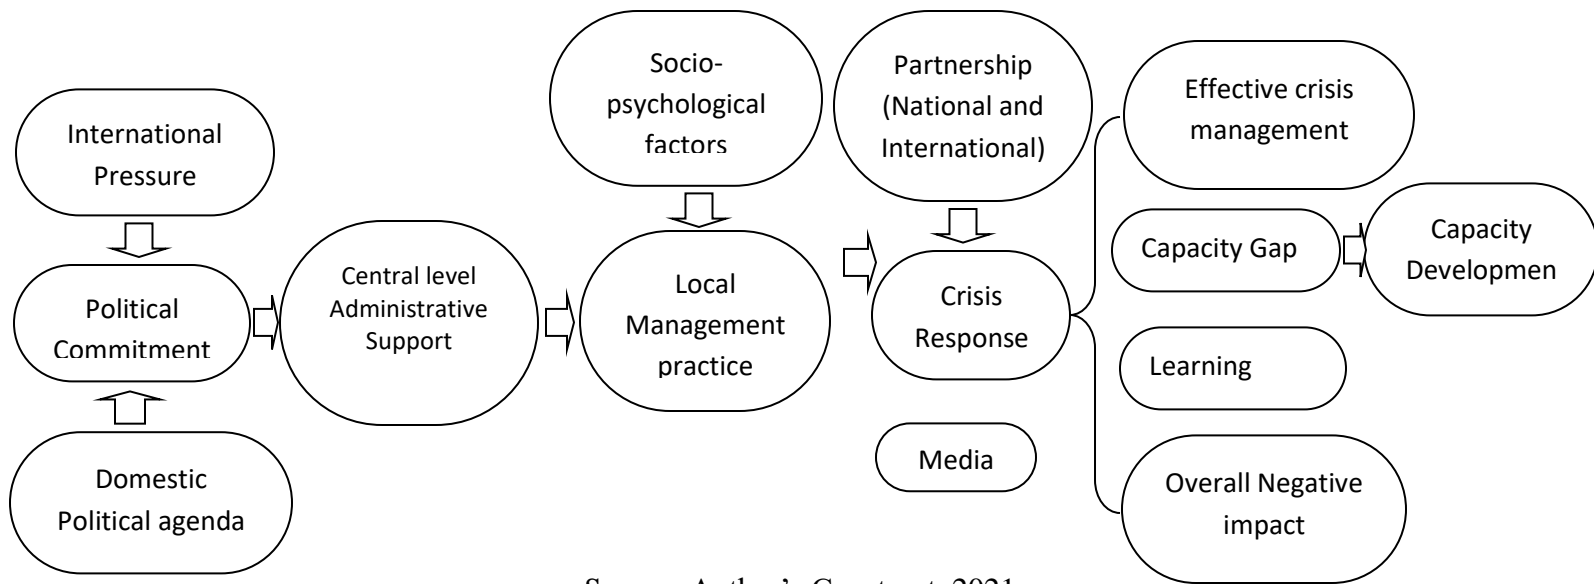 International
Pressure
Political
Commitment
Domestic
Political agenda
Central level
Administrative
Support
Socio-
psychological
factors
Local
Management
practice
Partnership
(National and
International)
Crisis
Response
Media
Effective crisis
management
Capacity Gap
Capacity
Developmen
Learning
Overall Negative
impact